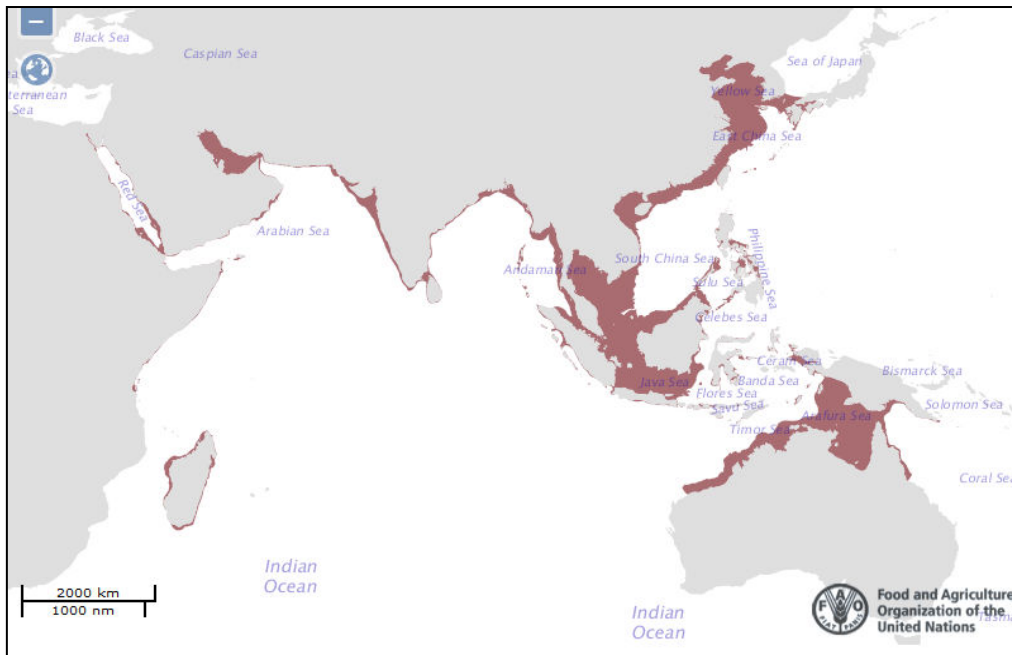 −
Black Sea
Caspian Sea
Sea of Japan
terranean
Sea
Yellow Sea
East China Sea
Red Sea
Arabian Sea
Andaman Sea
South China Sea
Philippine Sea
Sulu Sea
Celebes Sea
Ceram Sea
Bismarck Sea
Java Sea
Banda Sea
Flores Sea
Savu Sea
Solomon Sea
Arafura Sea
Timor Sea
Coral Sea
Indian
Ocean
Indian
Ocean
2000 km
1000 nm
F A O
FIAT PANIS
Food and Agriculture
Organization of the
United Nations
Tasma